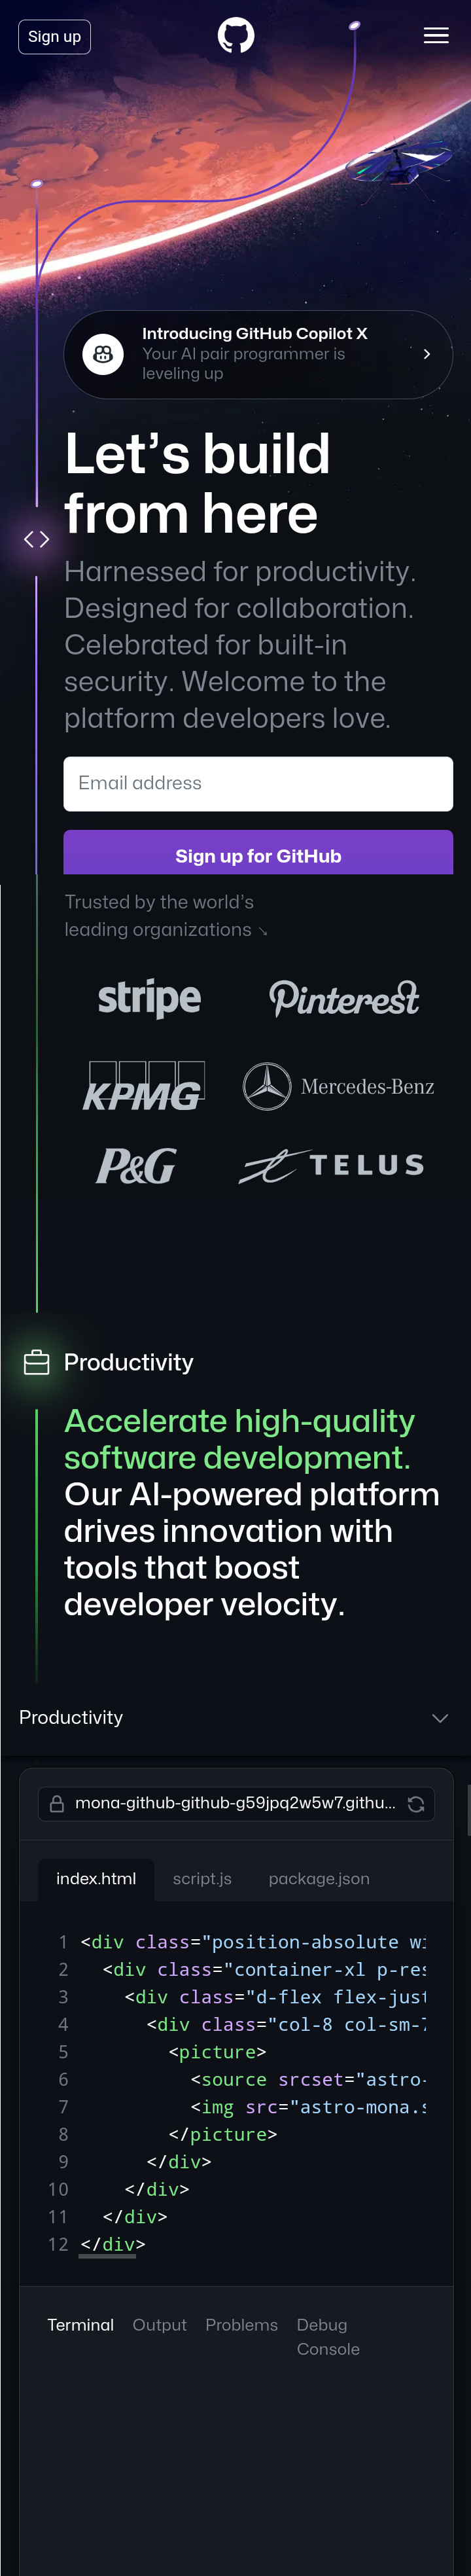 Sign up
Introducing GitHub Copilot X
Your AI pair programmer is
leveling up
Let’s build
from here
Harnessed for productivity.
Designed for collaboration.
Celebrated for built-in
security. Welcome to the
platform developers love.
Email address
Sign up for GitHub
Trusted by the world’s
leading organizations ↘
stripe Pinterest
KPMG Mercedes-Benz
P&G TELUS
Productivity
Accelerate high-quality
software development.
Our AI-powered platform
drives innovation with
tools that boost
developer velocity.
Productivity
mona-github-github-g59jpq2w5w7.githu...
index.html script.js package.json
1 <div class="position-absolute wi
2 <div class="container-xl p-res
3 <div class="d-flex flex-just
4 <div class="col-8 col-sm-7
5 <picture>
6 <source srcset="astro-
7 <img src="astro-mona.s
8 </picture>
9 </div>
10 </div>
11 </div>
12 </div>
Terminal Output Problems Debug
Console